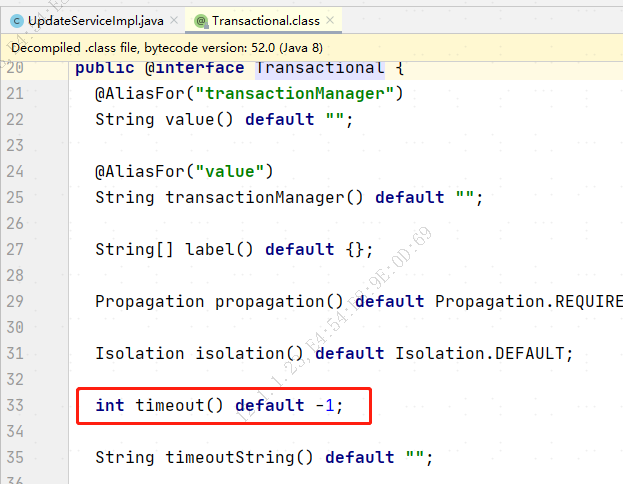 UpdateServiceImpl.java Transactional.class
Decompiled .class file, bytecode version: 52.0 (Java 8)
20 public @interface Transactional {
21 @AliasFor("transactionManager")
22 String value() default "";
23
24 @AliasFor("value")
25 String transactionManager() default "";
26
27 String[] label() default {};
28
29 Propagation propagation() default Propagation.REQUIRE
30
31 Isolation isolation() default Isolation.DEFAULT;
32
33 int timeout() default -1;
34
35 String timeoutString() default "";
36